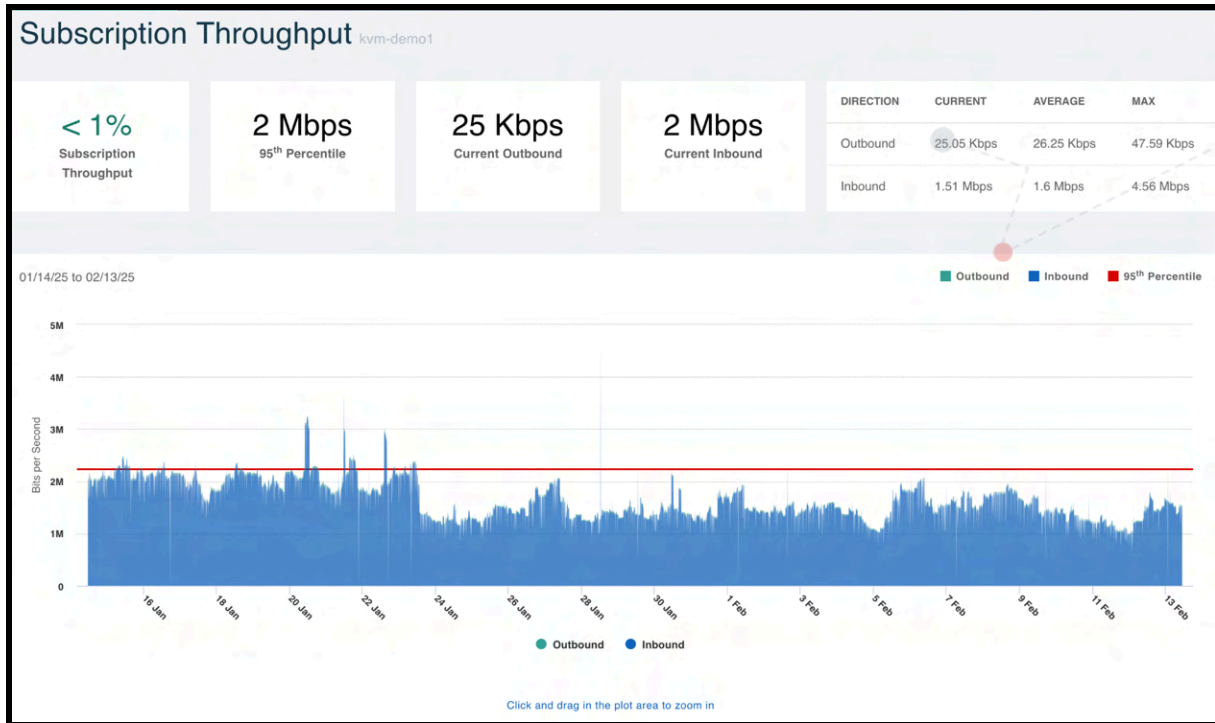 Subscription Throughput kvm-demo1
< 1%
Subscription
Throughput
2 Mbps
95th Percentile
25 Kbps
Current Outbound
2 Mbps
Current Inbound
DIRECTION CURRENT AVERAGE MAX
Outbound 25.05 Kbps 26.25 Kbps 47.59 Kbps
Inbound 1.51 Mbps 1.6 Mbps 4.56 Mbps
01/14/25 to 02/13/25
Outbound Inbound 95th Percentile
Bits per Second
5M
4M
3M
2M
1M
0
16 Jan 18 Jan 20 Jan 22 Jan 24 Jan 26 Jan 28 Jan 30 Jan 1 Feb 3 Feb 5 Feb 7 Feb 9 Feb 11 Feb 13 Feb
Outbound Inbound
Click and drag in the plot area to zoom in